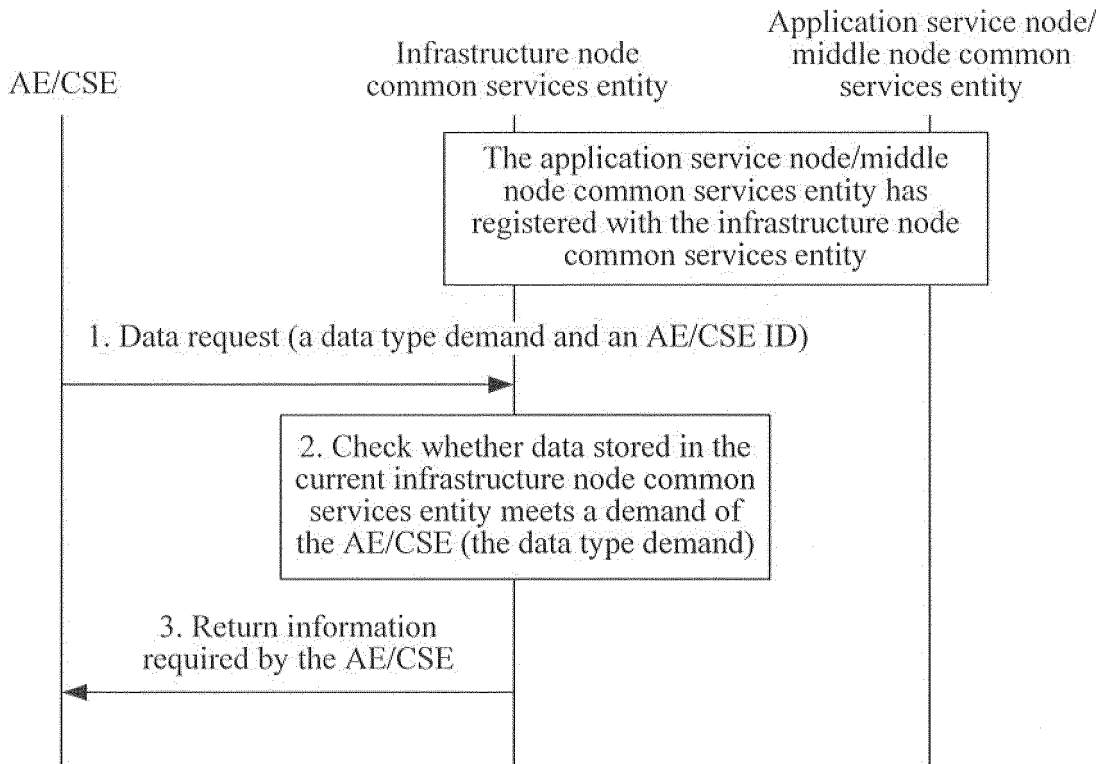 AE/CSE
Infrastructure node
common services entity
Application service node/
middle node common
services entity
The application service node/middle
node common services entity has
registered with the infrastructure node
common services entity
1. Data request (a data type demand and an AE/CSE ID)
2. Check whether data stored in the
current infrastructure node common
services entity meets a demand of
the AE/CSE (the data type demand)
3. Return information
required by the AE/CSE